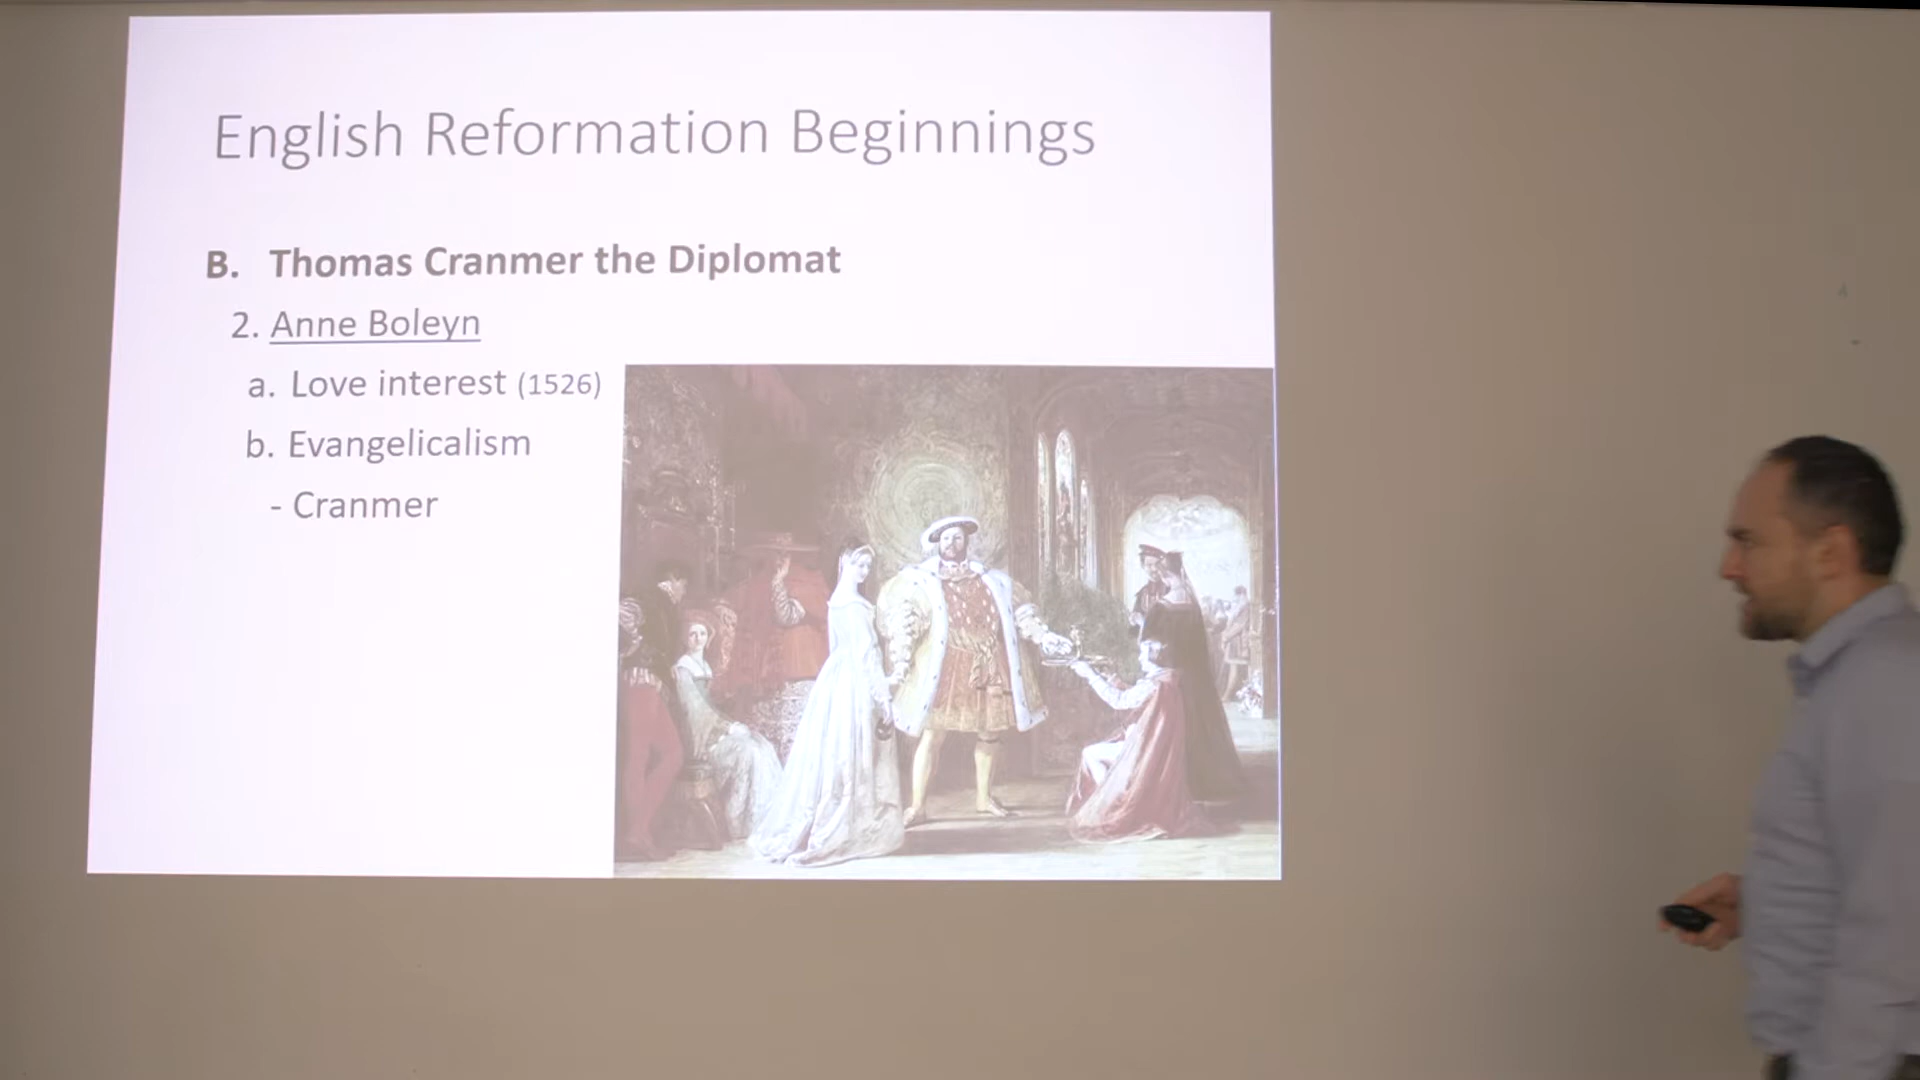 English Reformation Beginnings
B. Thomas Cranmer the Diplomat
2. Anne Boleyn
a. Love interest (1526)
b. Evangelicalism
- Cranmer